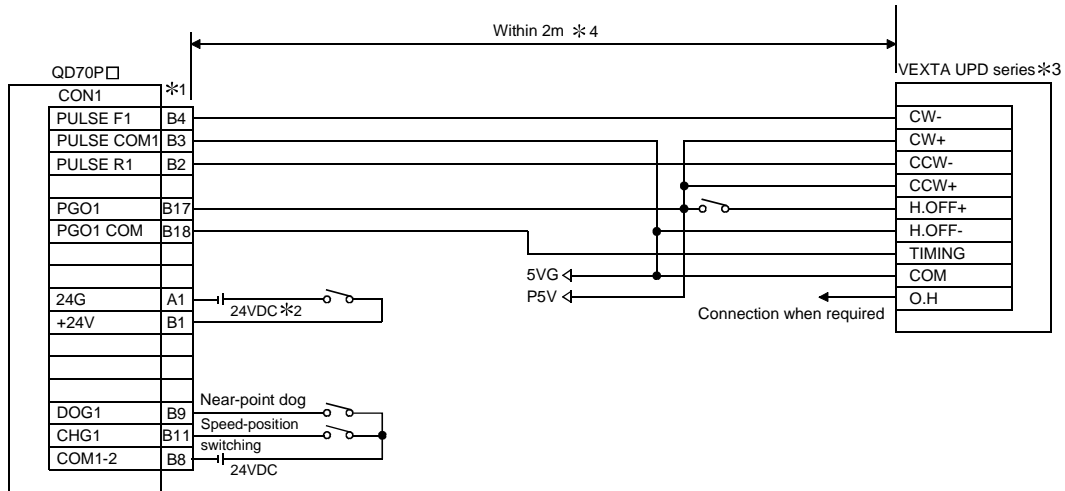 Within 2m ✻4
QD70P□
✻1
VEXTA UPD series✻3
CON1
PULSE F1 B4
CW-
PULSE COM1 B3
CW+
PULSE R1 B2
CCW-
CCW+
PGO1 B17
H.OFF+
PGO1 COM B18
H.OFF-
TIMING
5VG
COM
P5V
O.H
Connection when required
24G A1
24VDC✻2
+24V B1
Near-point dog
DOG1 B9
Speed-position
CHG1 B11
switching
COM1-2 B8
24VDC